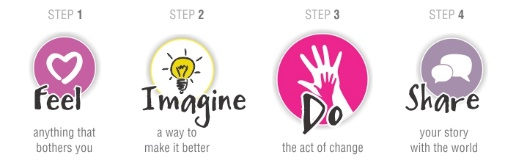 STEP 1
STEP 2
STEP 3
STEP 4
Feel
Imagine
Do
Share
anything that
bothers you
a way to
make it better
the act of change
your story
with the world